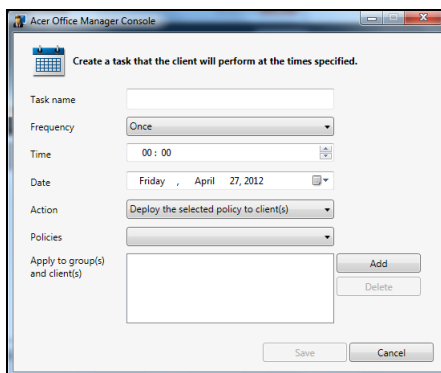 Acer Office Manager Console
Create a task that the client will perform at the times specified.
Task name
Frequency Once
Time 00 : 00
Date Friday , April 27, 2012
Action Deploy the selected policy to client(s)
Policies
Apply to group(s) Add
and client(s) Delete
Save Cancel